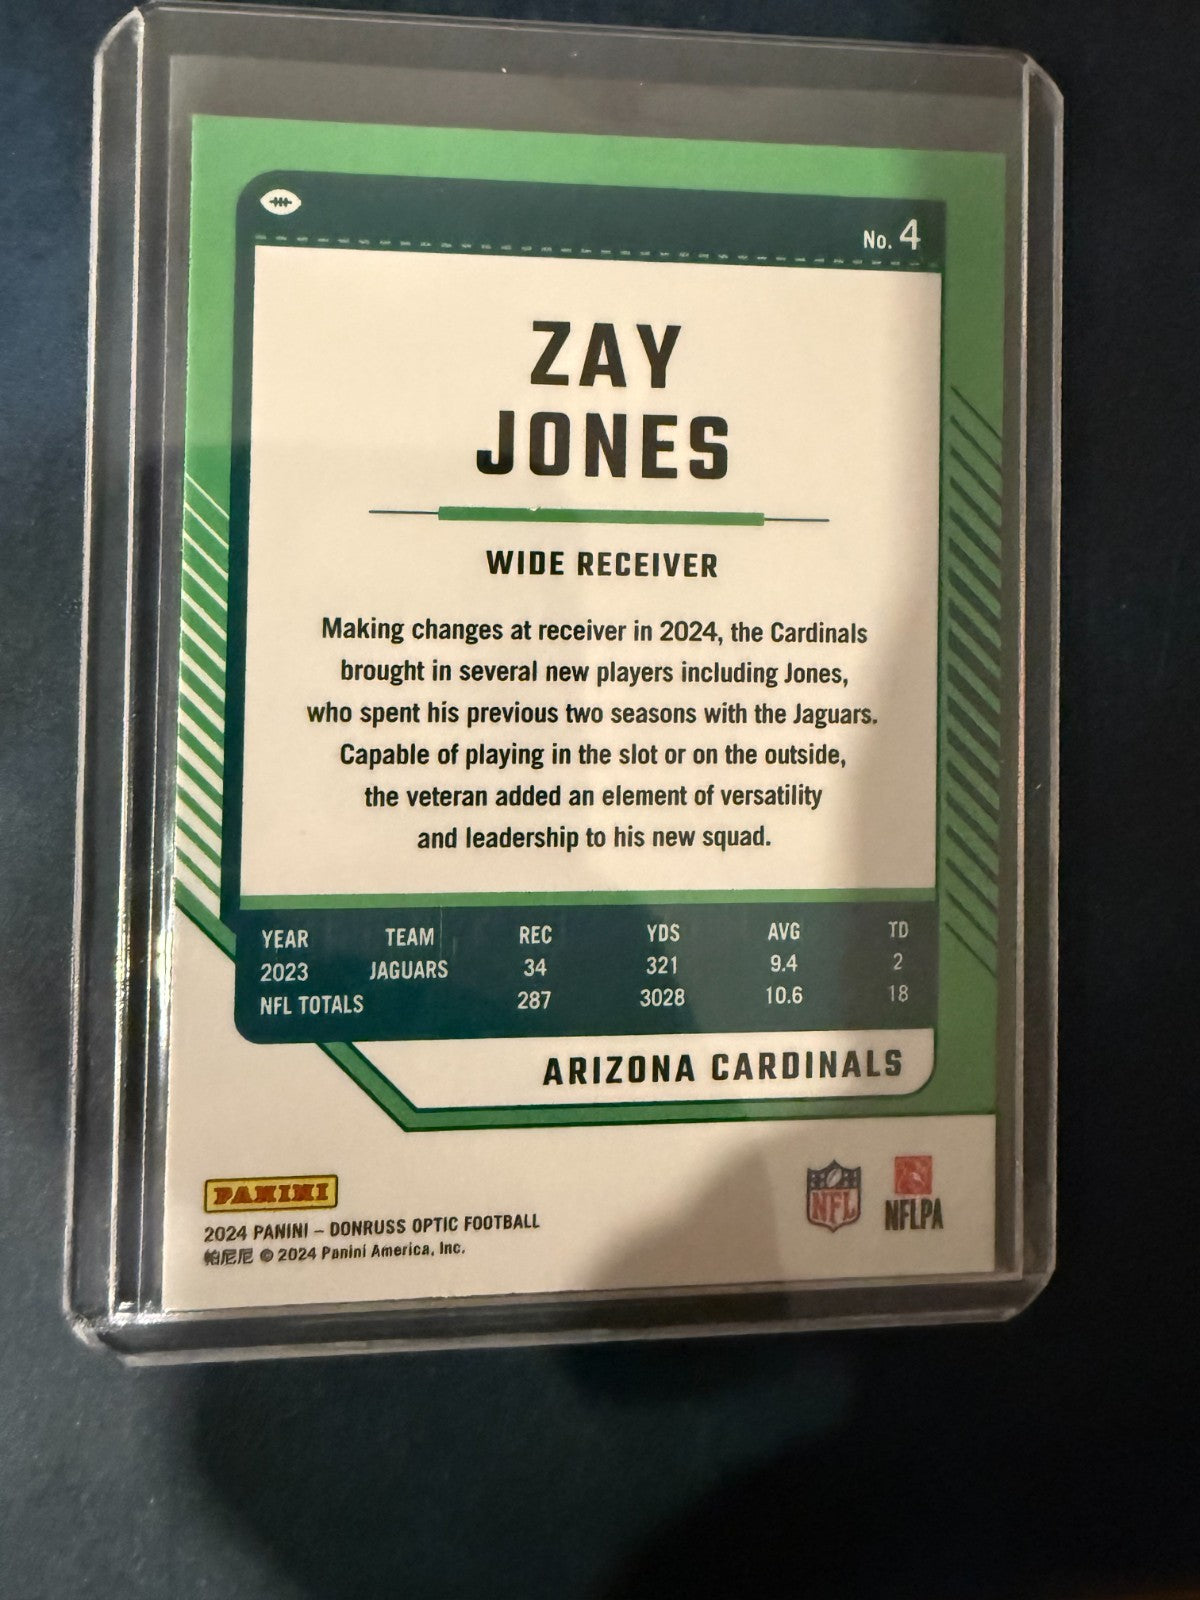 No. 4
ZAY
JONES
WIDE RECEIVER
Making changes at receiver in 2024, the Cardinals
brought in several new players including Jones,
who spent his previous two seasons with the Jaguars.
Capable of playing in the slot or on the outside,
the veteran added an element of versatility
and leadership to his new squad.
YEAR TEAM REC YDS AVG TD
2023 JAGUARS 34 321 9.4 2
NFL TOTALS 287 3028 10.6 18
ARIZONA CARDINALS
PANINI
2024 PANINI – DONRUSS OPTIC FOOTBALL
帕尼尼 © 2024 Panini America, Inc.
NFL
NFLPA